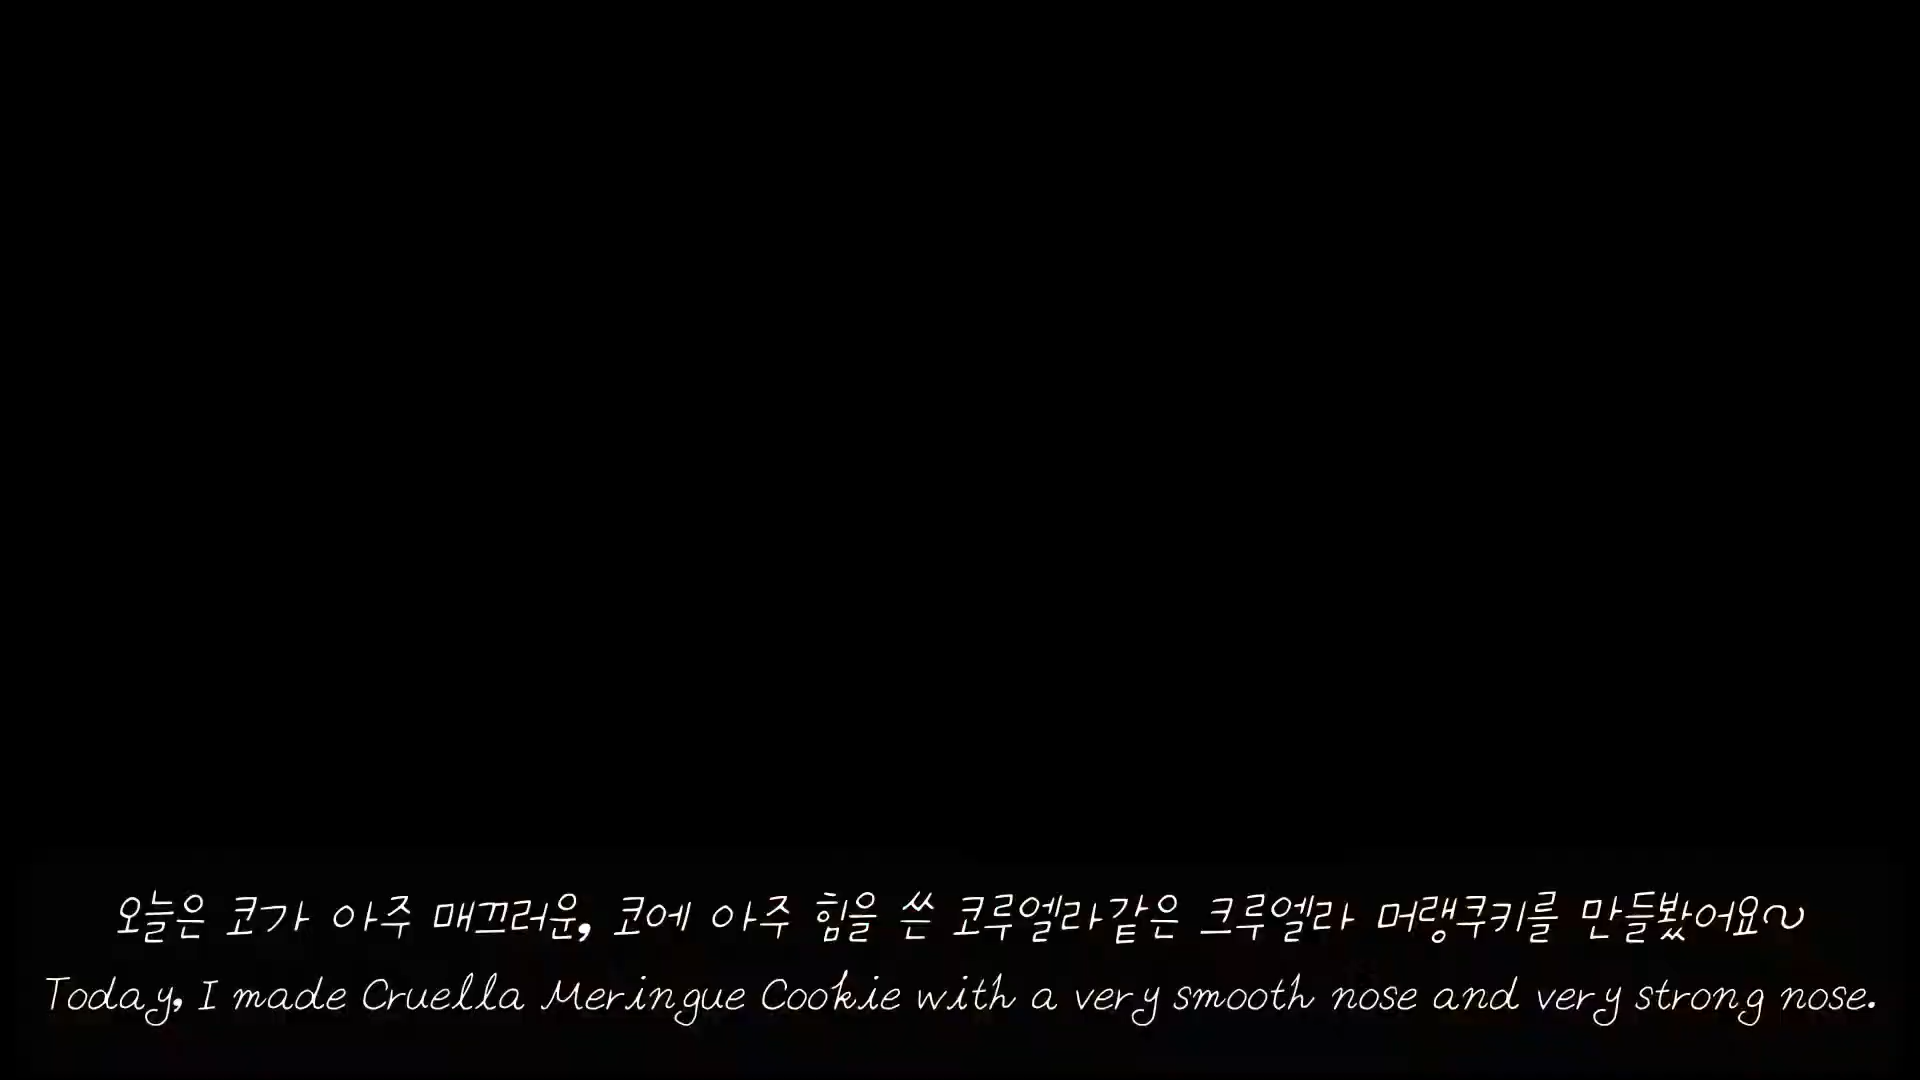 오늘은 코가 아주 매끄러운, 코에 아주 힘을 쓴 코루엘라같은 크루엘라 머랭쿠키를 만들봤어요~
Today, I made Cruella Meringue Cookie with a very smooth nose and very strong nose.